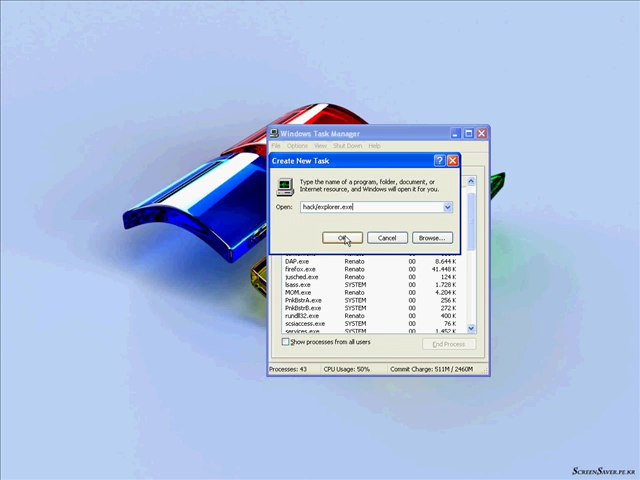 Windows Task Manager
File Options View Shut Down Help
Create New Task
Type the name of a program, folder, document, or
Internet resource, and Windows will open it for you.
Open: hack/explorer.exe
OK Cancel Browse...
DAP.exe Renato 00 8.644 K
firefox.exe Renato 00 41.448 K
jusched.exe Renato 00 124 K
lsass.exe SYSTEM 00 1.728 K
MOM.exe Renato 00 4.204 K
PnkBstrA.exe SYSTEM 00 256 K
PnkBstrB.exe SYSTEM 00 272 K
rundll32.exe Renato 00 400 K
scsiaccess.exe SYSTEM 00 76 K
services.exe SYSTEM 00 1.452 K
Show processes from all users
End Process
Processes: 43 CPU Usage: 50% Commit Charge: 511M / 2460M
SCREENSAVER.PE.KR